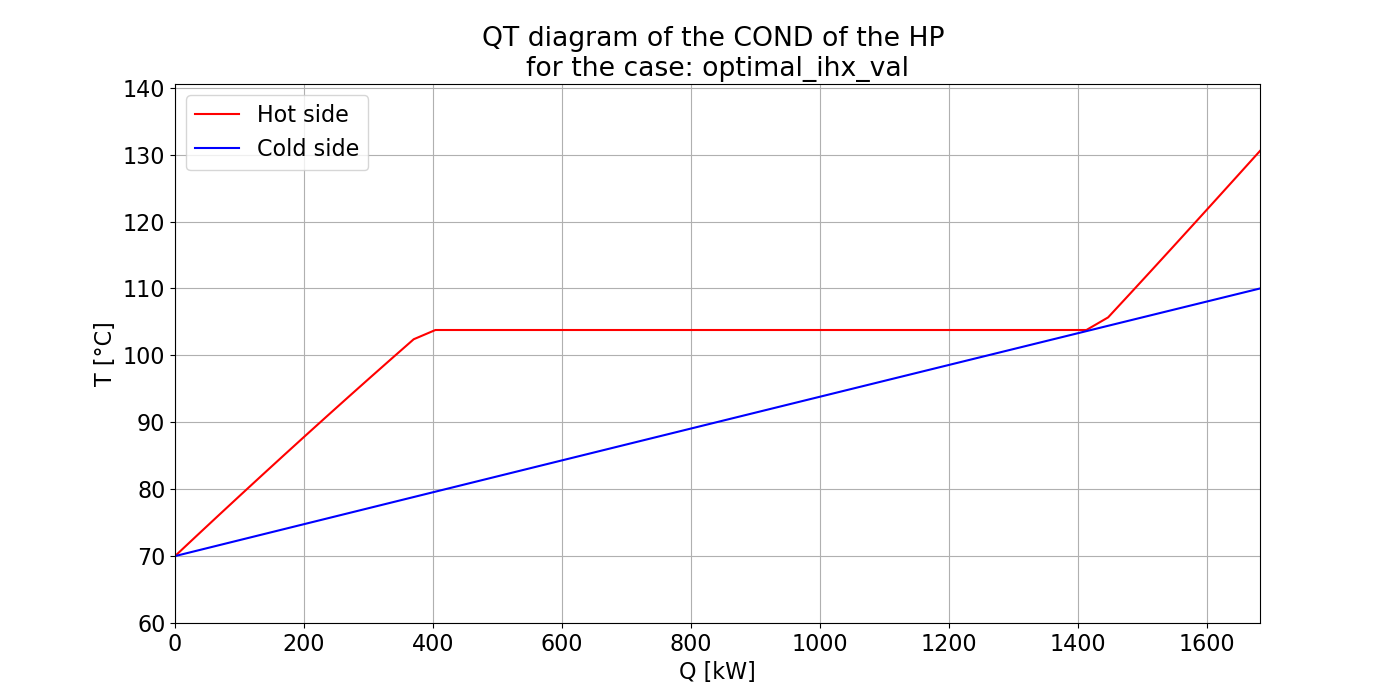 QT diagram of the COND of the HP
for the case: optimal_ihx_val
Hot side
Cold side
T [°C]
140
130
120
110
100
90
80
70
60
0 200 400 600 800 1000 1200 1400 1600
Q [kW]